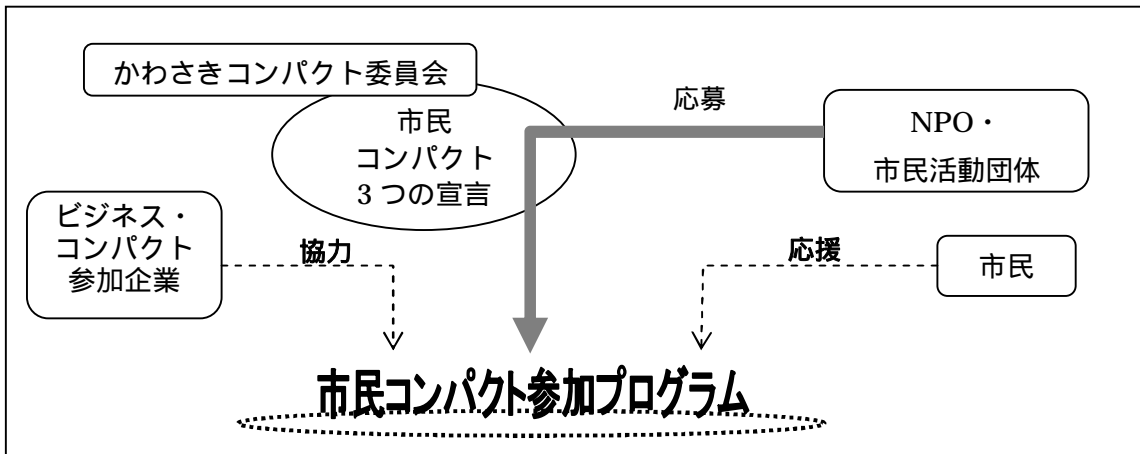 かわさきコンパクト委員会
市民
コンパクト
3つの宣言
応募
NPO・
市民活動団体
ビジネス・
コンパクト
参加企業
協力
応援
市民
市民コンパクト参加プログラム